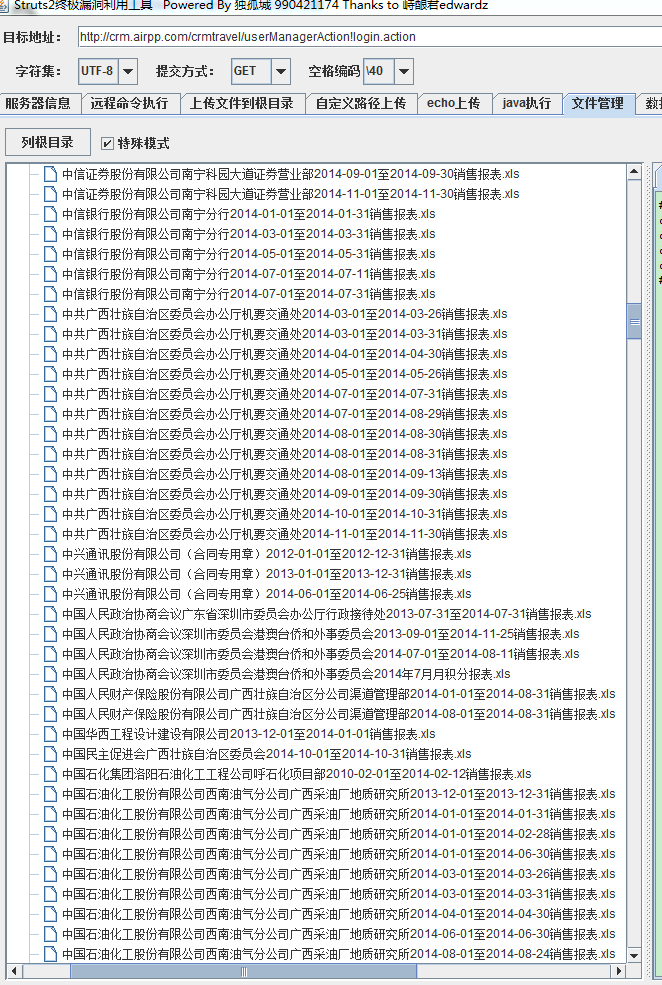 Struts2终极漏洞利用工具 Powered By 独孤城 990421174 Thanks to 峙酿君edwardz
目标地址： http://crm.airpp.com/crmtravel/userManagerAction!login.action
字符集： UTF-8 提交方式： GET 空格编码 \40
服务器信息 远程命令执行 上传文件到根目录 自定义路径上传 echo上传 java执行 文件管理 数据
列根目录 特殊模式
中信证券股份有限公司南宁科园大道证券营业部2014-09-01至2014-09-30销售报表.xls
中信证券股份有限公司南宁科园大道证券营业部2014-11-01至2014-11-30销售报表.xls
中信银行股份有限公司南宁分行2014-01-01至2014-01-31销售报表.xls
中信银行股份有限公司南宁分行2014-03-01至2014-03-31销售报表.xls
中信银行股份有限公司南宁分行2014-05-01至2014-05-31销售报表.xls
中信银行股份有限公司南宁分行2014-07-01至2014-07-11销售报表.xls
中信银行股份有限公司南宁分行2014-07-01至2014-07-31销售报表.xls
中共广西壮族自治区委员会办公厅机要交通处2014-03-01至2014-03-26销售报表.xls
中共广西壮族自治区委员会办公厅机要交通处2014-03-01至2014-03-31销售报表.xls
中共广西壮族自治区委员会办公厅机要交通处2014-04-01至2014-04-30销售报表.xls
中共广西壮族自治区委员会办公厅机要交通处2014-05-01至2014-05-26销售报表.xls
中共广西壮族自治区委员会办公厅机要交通处2014-07-01至2014-07-31销售报表.xls
中共广西壮族自治区委员会办公厅机要交通处2014-07-01至2014-08-29销售报表.xls
中共广西壮族自治区委员会办公厅机要交通处2014-08-01至2014-08-30销售报表.xls
中共广西壮族自治区委员会办公厅机要交通处2014-08-01至2014-08-31销售报表.xls
中共广西壮族自治区委员会办公厅机要交通处2014-08-01至2014-09-13销售报表.xls
中共广西壮族自治区委员会办公厅机要交通处2014-09-01至2014-09-30销售报表.xls
中共广西壮族自治区委员会办公厅机要交通处2014-10-01至2014-10-31销售报表.xls
中共广西壮族自治区委员会办公厅机要交通处2014-11-01至2014-11-30销售报表.xls
中兴通讯股份有限公司（合同专用章）2012-01-01至2012-12-31销售报表.xls
中兴通讯股份有限公司（合同专用章）2013-01-01至2013-12-31销售报表.xls
中兴通讯股份有限公司（合同专用章）2014-06-01至2014-06-25销售报表.xls
中国人民政治协商会议广东省深圳市委员会办公厅行政接待处2013-07-31至2014-07-31销售报表.xls
中国人民政治协商会议深圳市委员会港澳台侨和外事委员会2013-09-01至2014-11-25销售报表.xls
中国人民政治协商会议深圳市委员会港澳台侨和外事委员会2014-07-01至2014-08-11销售报表.xls
中国人民政治协商会议深圳市委员会港澳台侨和外事委员会2014年7月月积分报表.xls
中国人民财产保险股份有限公司广西壮族自治区分公司渠道管理部2014-01-01至2014-08-31销售报表.xls
中国人民财产保险股份有限公司广西壮族自治区分公司渠道管理部2014-08-01至2014-08-31销售报表.xls
中国华西工程设计建设有限公司2013-12-01至2014-01-01销售报表.xls
中国民主促进会广西壮族自治区委员会2014-10-01至2014-10-31销售报表.xls
中国石化集团洛阳石油化工工程公司呼石化项目部2010-02-01至2014-02-12销售报表.xls
中国石油化工股份有限公司西南油气分公司广西采油厂地质研究所2013-12-01至2013-12-31销售报表.xls
中国石油化工股份有限公司西南油气分公司广西采油厂地质研究所2014-01-01至2014-01-31销售报表.xls
中国石油化工股份有限公司西南油气分公司广西采油厂地质研究所2014-01-01至2014-02-28销售报表.xls
中国石油化工股份有限公司西南油气分公司广西采油厂地质研究所2014-01-01至2014-06-30销售报表.xls
中国石油化工股份有限公司西南油气分公司广西采油厂地质研究所2014-03-01至2014-03-26销售报表.xls
中国石油化工股份有限公司西南油气分公司广西采油厂地质研究所2014-03-01至2014-03-31销售报表.xls
中国石油化工股份有限公司西南油气分公司广西采油厂地质研究所2014-04-01至2014-04-30销售报表.xls
中国石油化工股份有限公司西南油气分公司广西采油厂地质研究所2014-06-01至2014-06-30销售报表.xls
中国石油化工股份有限公司西南油气分公司广西采油厂地质研究所2014-08-01至2014-08-24销售报表.xls